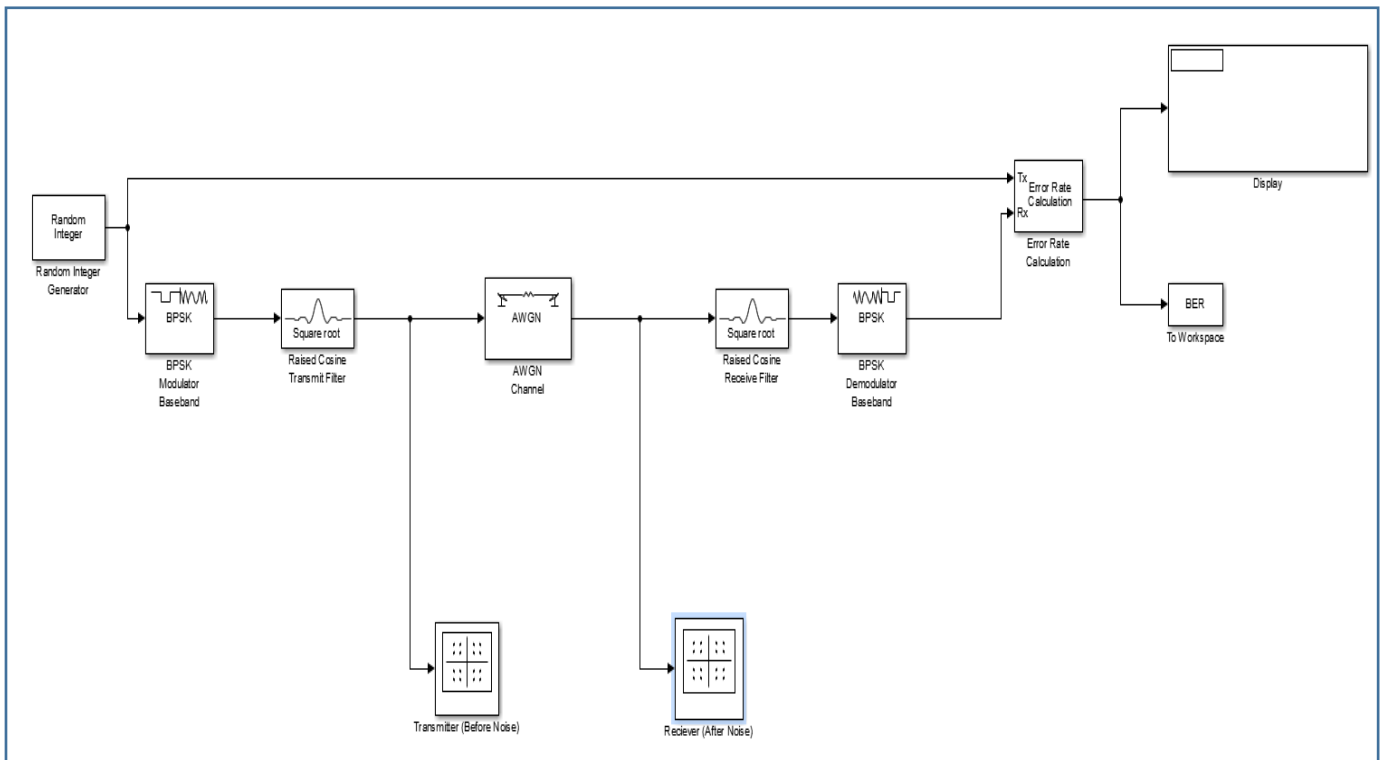 Display
Tx
Error Rate
Calculation
Rx
Error Rate
Calculation
Random
Integer
Random Integer
Generator
BPSK
BPSK
Modulator
Baseband
Square root
Raised Cosine
Transmit Filter
AWGN
AWGN
Channel
Square root
Raised Cosine
Receive Filter
BPSK
BPSK
Demodulator
Baseband
BER
To Workspace
Transmitter (Before Noise)
Reciever (After Noise)